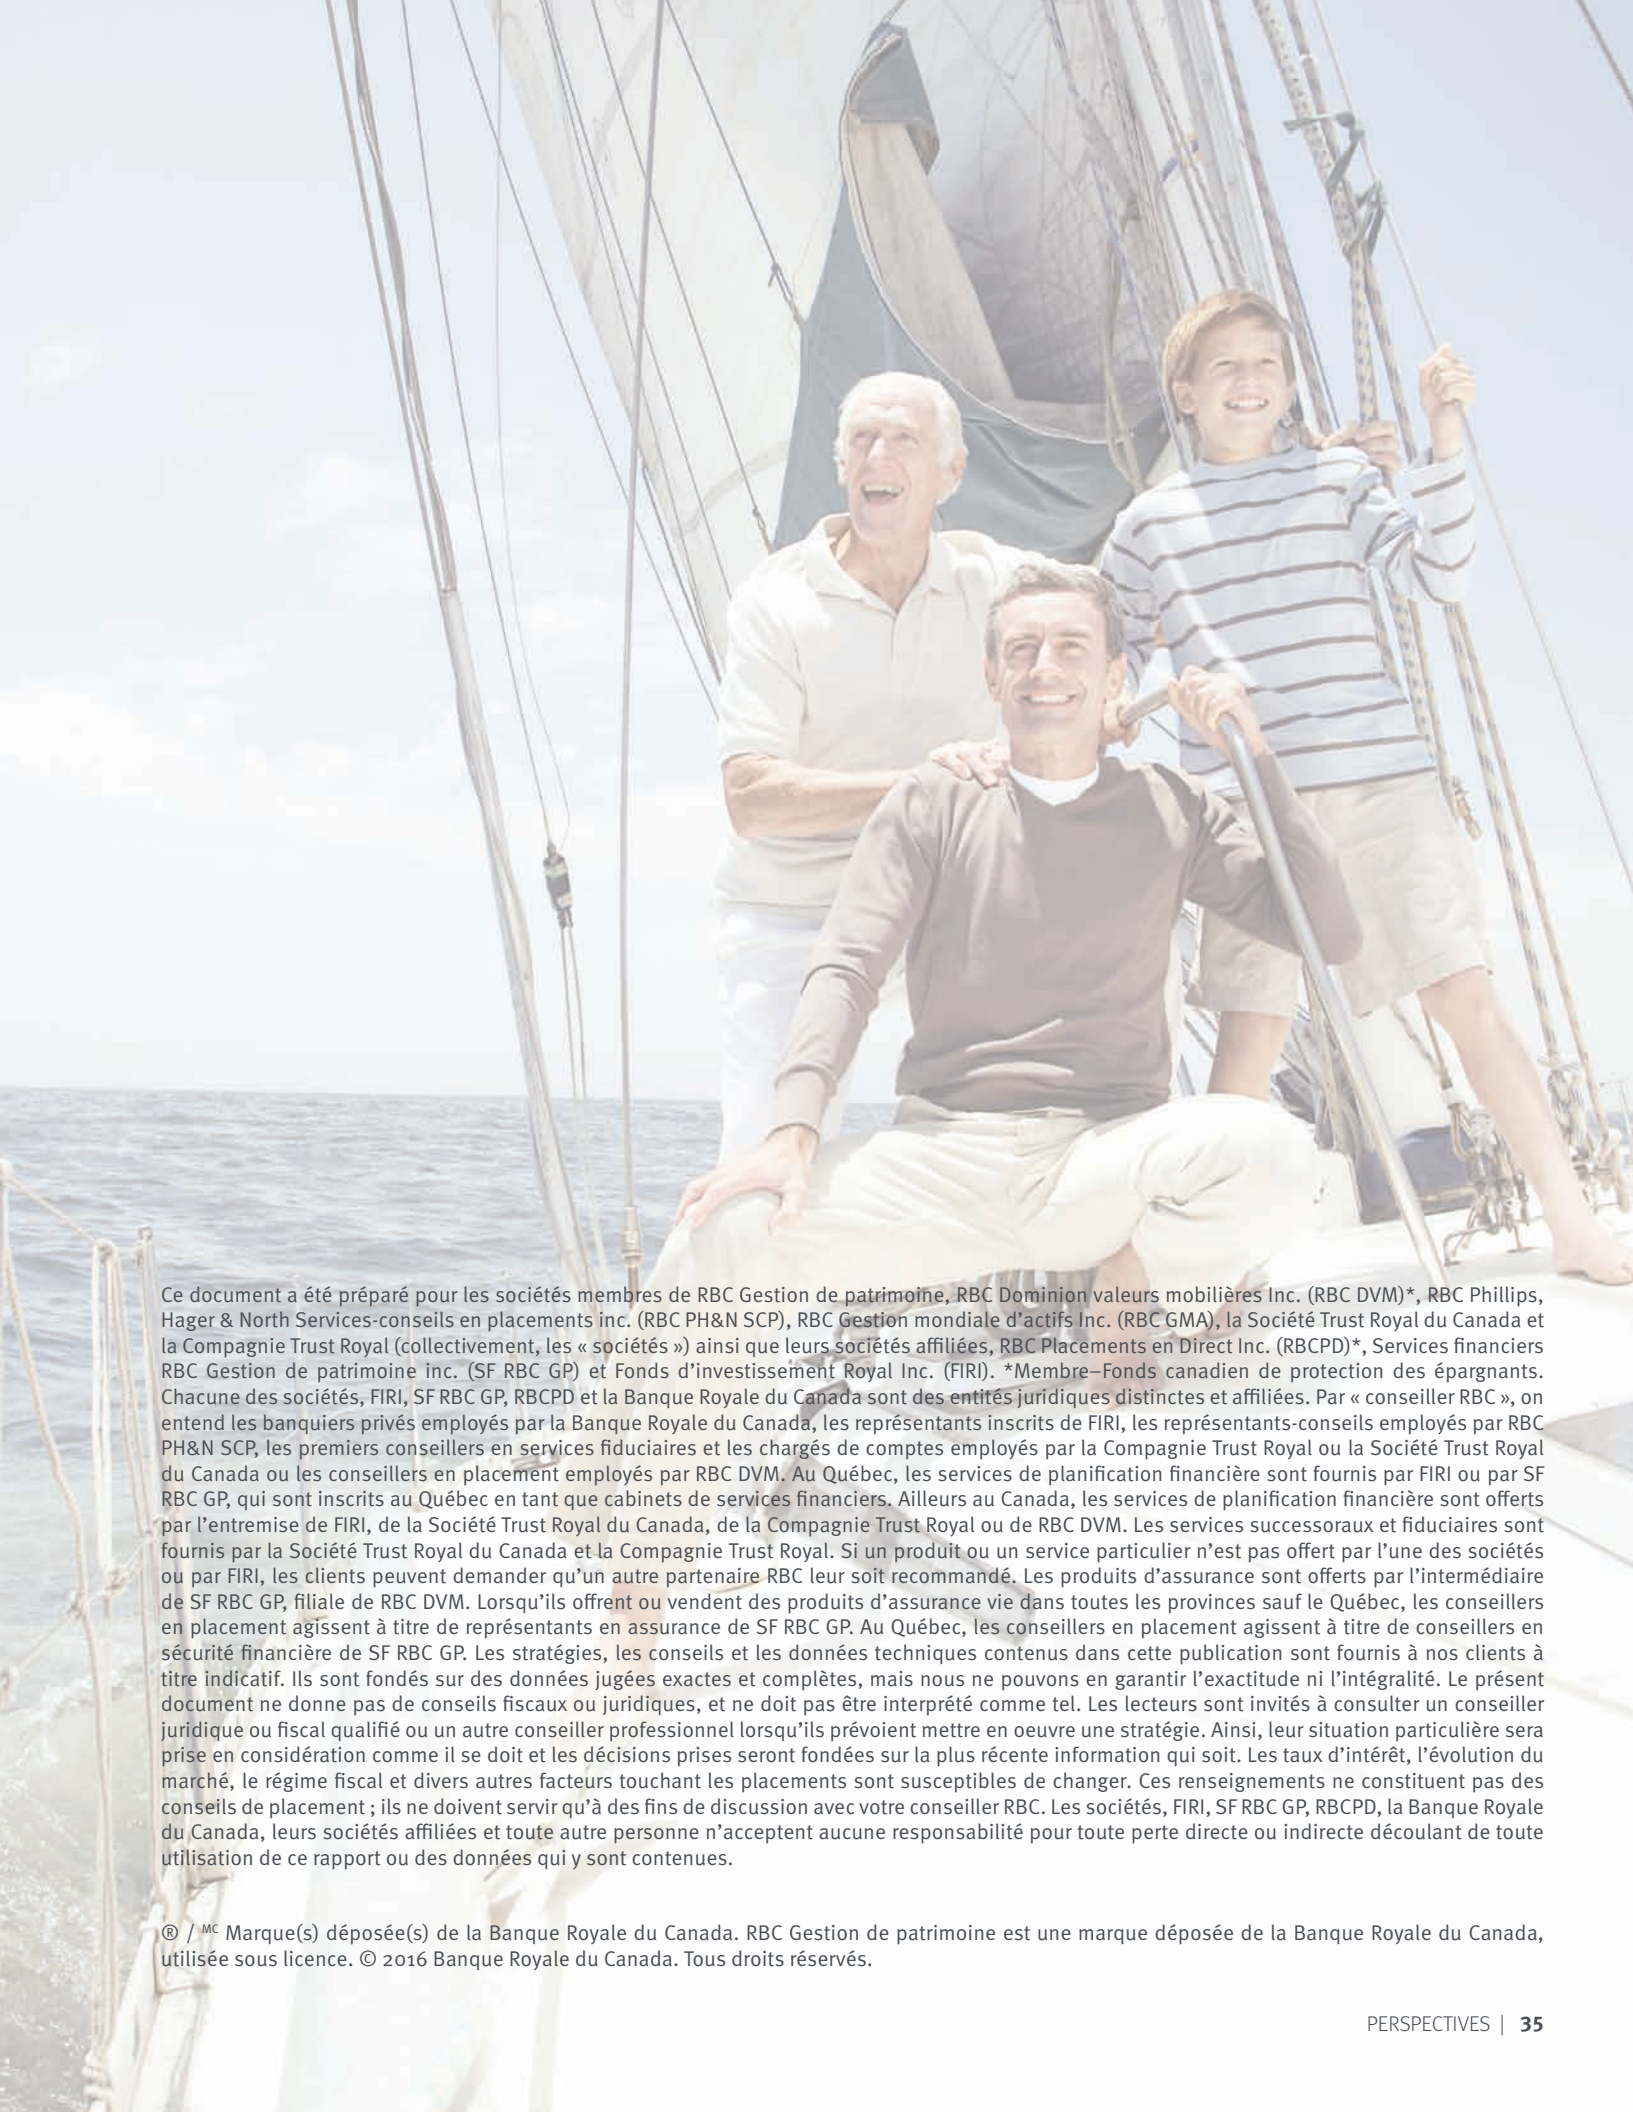 Ce document a été préparé pour les sociétés membres de RBC Gestion de patrimoine, RBC Dominion valeurs mobilières Inc. (RBC DVM)*, RBC Phillips,
Hager & North Services-conseils en placements inc. (RBC PH&N SCP), RBC Gestion mondiale d’actifs Inc. (RBC GMA), la Société Trust Royal du Canada et
la Compagnie Trust Royal (collectivement, les « sociétés ») ainsi que leurs sociétés affiliées, RBC Placements en Direct Inc. (RBCPD)*, Services financiers
RBC Gestion de patrimoine inc. (SF RBC GP) et Fonds d’investissement Royal Inc. (FIRI). *Membre–Fonds canadien de protection des épargnants.
Chacune des sociétés, FIRI, SF RBC GP, RBCPD et la Banque Royale du Canada sont des entités juridiques distinctes et affiliées. Par « conseiller RBC », on
entend les banquiers privés employés par la Banque Royale du Canada, les représentants inscrits de FIRI, les représentants-conseils employés par RBC
PH&N SCP, les premiers conseillers en services fiduciaires et les chargés de comptes employés par la Compagnie Trust Royal ou la Société Trust Royal
du Canada ou les conseillers en placement employés par RBC DVM. Au Québec, les services de planification financière sont fournis par FIRI ou par SF
RBC GP, qui sont inscrits au Québec en tant que cabinets de services financiers. Ailleurs au Canada, les services de planification financière sont offerts
par l’entremise de FIRI, de la Société Trust Royal du Canada, de la Compagnie Trust Royal ou de RBC DVM. Les services successoraux et fiduciaires sont
fournis par la Société Trust Royal du Canada et la Compagnie Trust Royal. Si un produit ou un service particulier n’est pas offert par l’une des sociétés
ou par FIRI, les clients peuvent demander qu’un autre partenaire RBC leur soit recommandé. Les produits d’assurance sont offerts par l’intermédiaire
de SF RBC GP, filiale de RBC DVM. Lorsqu’ils offrent ou vendent des produits d’assurance vie dans toutes les provinces sauf le Québec, les conseillers
en placement agissent à titre de représentants en assurance de SF RBC GP. Au Québec, les conseillers en placement agissent à titre de conseillers en
sécurité financière de SF RBC GP. Les stratégies, les conseils et les données techniques contenus dans cette publication sont fournis à nos clients à
titre indicatif. Ils sont fondés sur des données jugées exactes et complètes, mais nous ne pouvons en garantir l’exactitude ni l’intégralité. Le présent
document ne donne pas de conseils fiscaux ou juridiques, et ne doit pas être interprété comme tel. Les lecteurs sont invités à consulter un conseiller
juridique ou fiscal qualifié ou un autre conseiller professionnel lorsqu’ils prévoient mettre en oeuvre une stratégie. Ainsi, leur situation particulière sera
prise en considération comme il se doit et les décisions prises seront fondées sur la plus récente information qui soit. Les taux d’intérêt, l’évolution du
marché, le régime fiscal et divers autres facteurs touchant les placements sont susceptibles de changer. Ces renseignements ne constituent pas des
conseils de placement ; ils ne doivent servir qu’à des fins de discussion avec votre conseiller RBC. Les sociétés, FIRI, SF RBC GP, RBCPD, la Banque Royale
du Canada, leurs sociétés affiliées et toute autre personne n’acceptent aucune responsabilité pour toute perte directe ou indirecte découlant de toute
utilisation de ce rapport ou des données qui y sont contenues.
® / MC Marque(s) déposée(s) de la Banque Royale du Canada. RBC Gestion de patrimoine est une marque déposée de la Banque Royale du Canada,
utilisée sous licence. © 2016 Banque Royale du Canada. Tous droits réservés.
PERSPECTIVES | 35